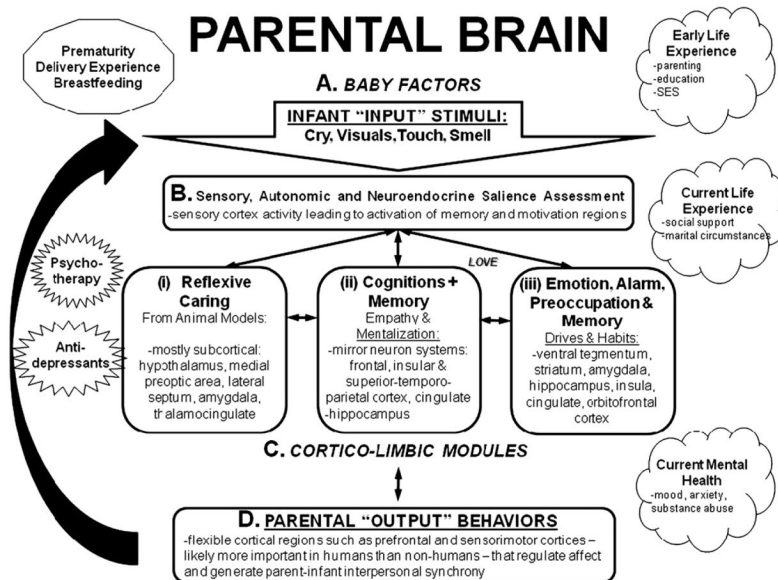 PARENTAL BRAIN
Prematurity
Delivery Experience
Breastfeeding
Early Life
Experience
-parenting
-education
-SES
A. BABY FACTORS
INFANT “INPUT” STIMULI:
Cry, Visuals, Touch, Smell
B. Sensory, Autonomic and Neuroendocrine Salience Assessment
-sensory cortex activity leading to activation of memory and motivation regions
Current Life
Experience
-social support
-marital circumstances
Psycho-
therapy
Anti-
depressants
LOVE
(i) Reflexive
Caring
From Animal Models:
-mostly subcortical:
hypothalamus, medial
preoptic area, lateral
septum, amygdala,
thalamocingulate
(ii) Cognitions +
Memory
Empathy &
Mentalization:
-mirror neuron systems:
frontal, insular &
superior-temporo-
parietal cortex, cingulate
-hippocampus
(iii) Emotion, Alarm,
Preoccupation &
Memory
Drives & Habits:
-ventral tegmentum,
striatum, amygdala,
hippocampus, insula,
cingulate, orbitofrontal
cortex
C. CORTICO-LIMBIC MODULES
Current Mental
Health
-mood, anxiety,
substance abuse
D. PARENTAL “OUTPUT” BEHAVIORS
-flexible cortical regions such as prefrontal and sensorimotor cortices –
likely more important in humans than non-humans – that regulate affect
and generate parent-infant interpersonal synchrony